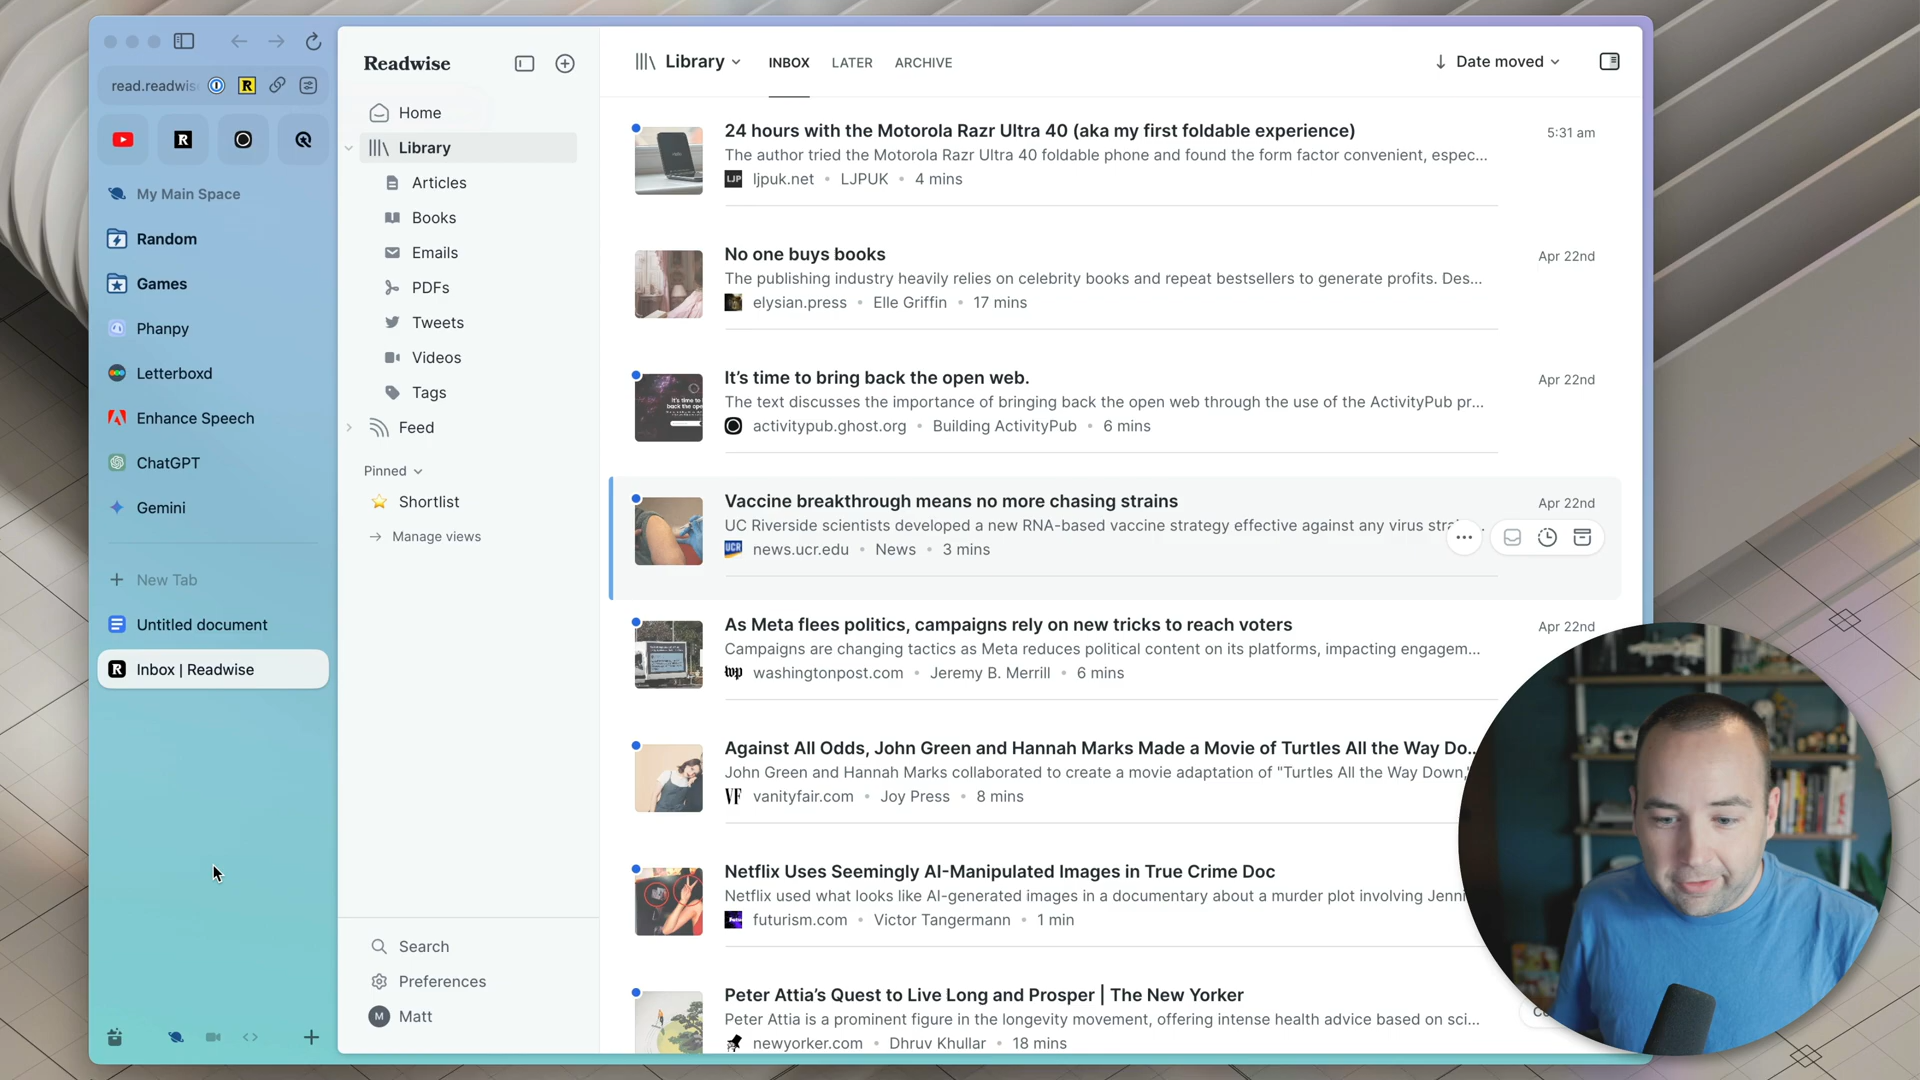 read.readwis
My Main Space
Random
Games
Phanpy
Letterboxd
Enhance Speech
ChatGPT
Gemini
New Tab
Untitled document
Inbox | Readwise
Readwise
Home
Library
Articles
Books
Emails
PDFs
Tweets
Videos
Tags
Feed
Pinned
Shortlist
Manage views
Search
Preferences
M Matt
Library INBOX LATER ARCHIVE Date moved
24 hours with the Motorola Razr Ultra 40 (aka my first foldable experience) 5:31 am
The author tried the Motorola Razr Ultra 40 foldable phone and found the form factor convenient, espec...
LJP ljpuk.net • LJPUK • 4 mins
No one buys books Apr 22nd
The publishing industry heavily relies on celebrity books and repeat bestsellers to generate profits. Des...
elysian.press • Elle Griffin • 17 mins
It’s time to bring back the open web. Apr 22nd
The text discusses the importance of bringing back the open web through the use of the ActivityPub pr...
activitypub.ghost.org • Building ActivityPub • 6 mins
Vaccine breakthrough means no more chasing strains Apr 22nd
UC Riverside scientists developed a new RNA-based vaccine strategy effective against any virus stra
UCR news.ucr.edu • News • 3 mins
As Meta flees politics, campaigns rely on new tricks to reach voters Apr 22nd
Campaigns are changing tactics as Meta reduces political content on its platforms, impacting engagem...
wp washingtonpost.com • Jeremy B. Merrill • 6 mins
Against All Odds, John Green and Hannah Marks Made a Movie of Turtles All the Way Do...
John Green and Hannah Marks collaborated to create a movie adaptation of "Turtles All the Way Down,"
VF vanityfair.com • Joy Press • 8 mins
Netflix Uses Seemingly AI-Manipulated Images in True Crime Doc
Netflix used what looks like AI-generated images in a documentary about a murder plot involving Jenni
futurism.com • Victor Tangermann • 1 min
Peter Attia’s Quest to Live Long and Prosper | The New Yorker
Peter Attia is a prominent figure in the longevity movement, offering intense health advice based on sci...
newyorker.com • Dhruv Khullar • 18 mins